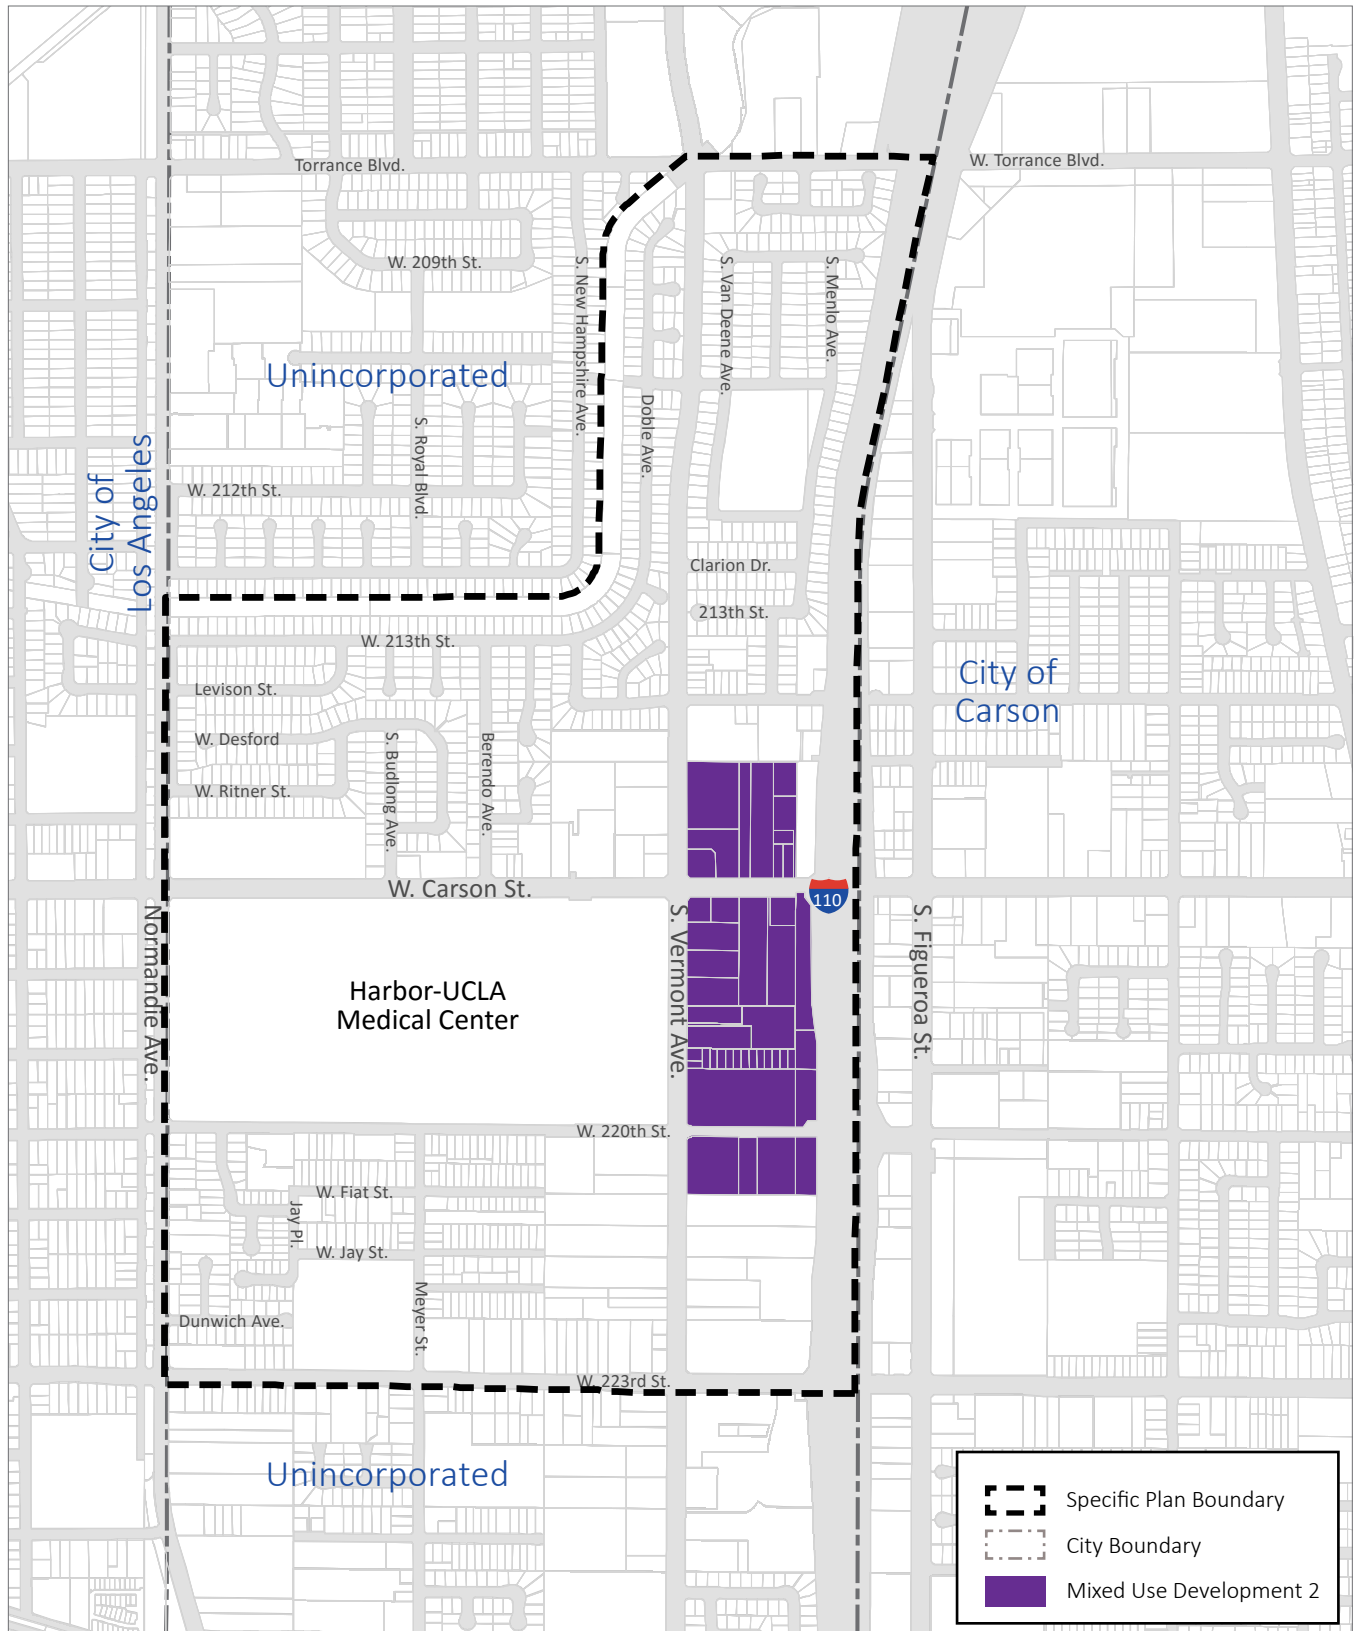 Torrance Blvd.
W. Torrance Blvd.
W. 209th St.
S. New Hampshire Ave.
S. Van Deene Ave.
S. Menlo Ave.
Unincorporated
Doble Ave.
S. Royal Blvd.
City of
Los Angeles
W. 212th St.
Clarion Dr.
213th St.
W. 213th St.
City of
Carson
Levison St.
W. Desford
S. Budlong Ave.
Berendo Ave.
W. Ritner St.
W. Carson St.
110
Normandie Ave.
S. Vermont Ave.
S. Figueroa St.
Harbor-UCLA
Medical Center
W. 220th St.
W. Fiat St.
Jay Pl.
W. Jay St.
Meyer St.
Dunwich Ave.
W. 223rd St.
Unincorporated
Specific Plan Boundary
City Boundary
Mixed Use Development 2